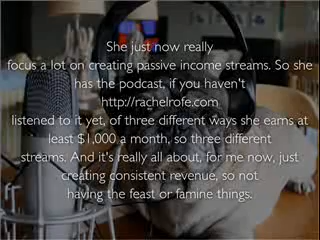 She just now really
focus a lot on creating passive income streams. So she
has the podcast, if you haven't
http://rachelrofe.com
listened to it yet, of three different ways she earns at
least $1,000 a month, so three different
streams. And it's really all about, for me now, just
creating consistent revenue, so not
having the feast or famine things.